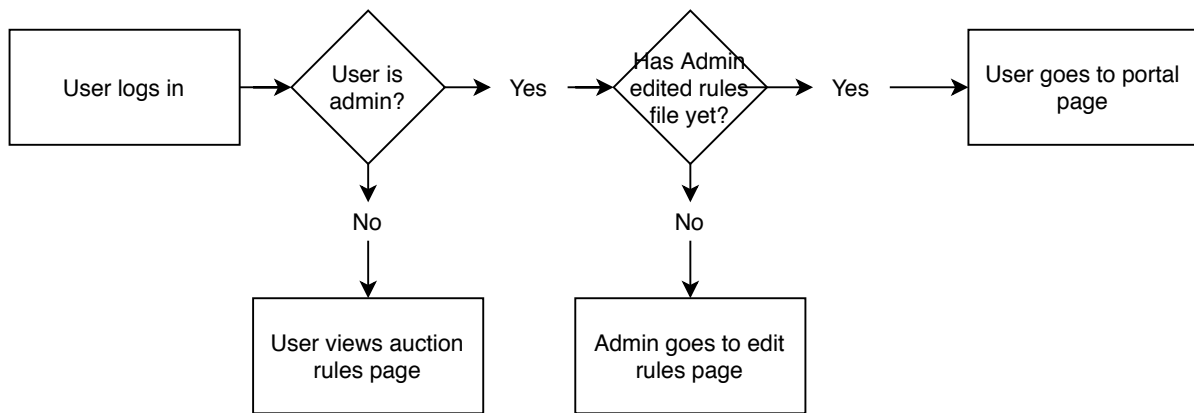 User logs in
User is
admin?
Yes
Has Admin
edited rules
file yet?
Yes
User goes to portal
page
No
No
User views auction
rules page
Admin goes to edit
rules page